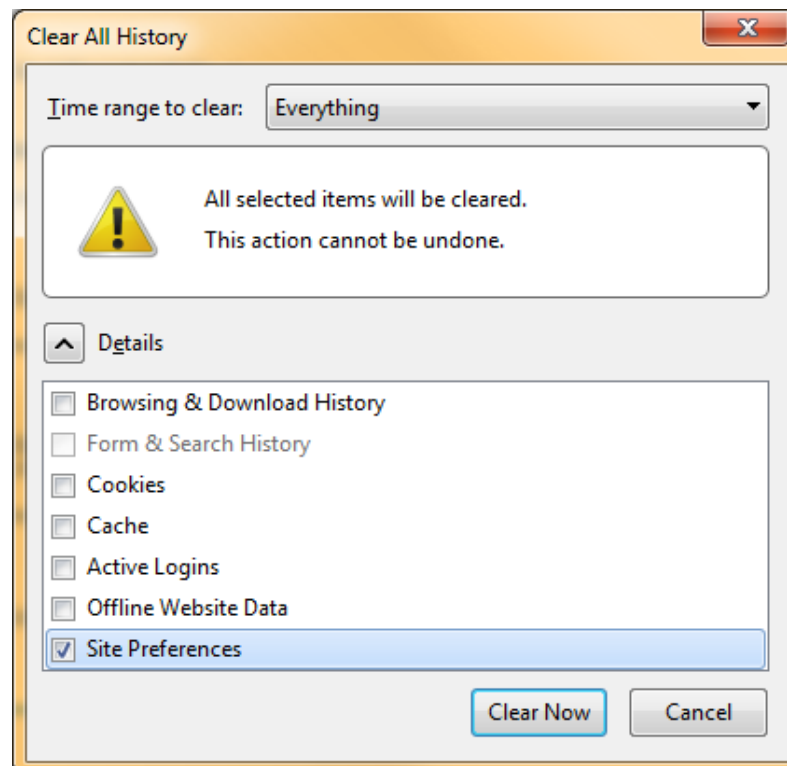 Clear All History
Time range to clear: Everything
All selected items will be cleared.
This action cannot be undone.
Details
Browsing & Download History
Form & Search History
Cookies
Cache
Active Logins
Offline Website Data
Site Preferences
Clear Now Cancel